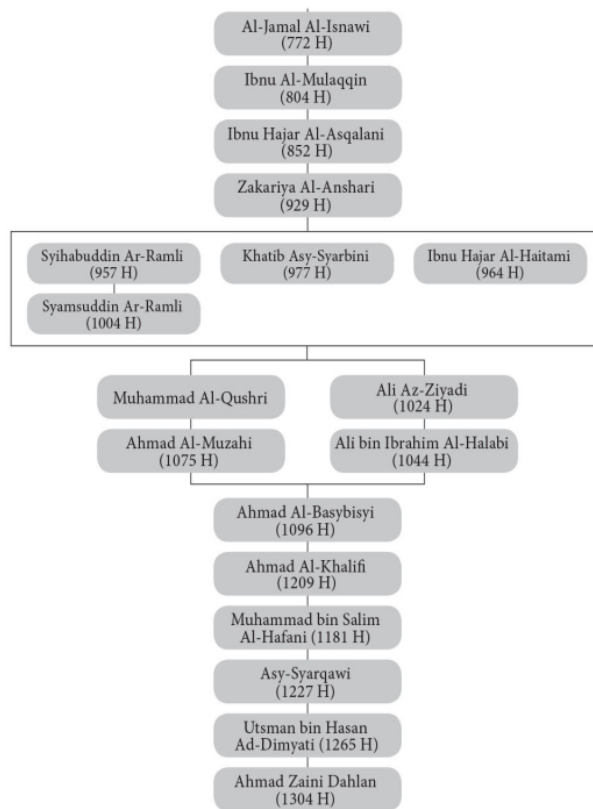 Al-Jamal Al-Isnawi
(772 H)
Ibnu Al-Mulaqqin
(804 H)
Ibnu Hajar Al-Asqalani
(852 H)
Zakariya Al-Anshari
(929 H)
Syihabuddin Ar-Ramli
(957 H)
Khatib Asy-Syarbini
(977 H)
Ibnu Hajar Al-Haitami
(964 H)
Syamsuddin Ar-Ramli
(1004 H)
Muhammad Al-Qushri
Ali Az-Ziyadi
(1024 H)
Ahmad Al-Muzahi
(1075 H)
Ali bin Ibrahim Al-Halabi
(1044 H)
Ahmad Al-Basybisyi
(1096 H)
Ahmad Al-Khalifi
(1209 H)
Muhammad bin Salim
Al-Hafani (1181 H)
Asy-Syarqawi
(1227 H)
Utsman bin Hasan
Ad-Dimyati (1265 H)
Ahmad Zaini Dahlan
(1304 H)